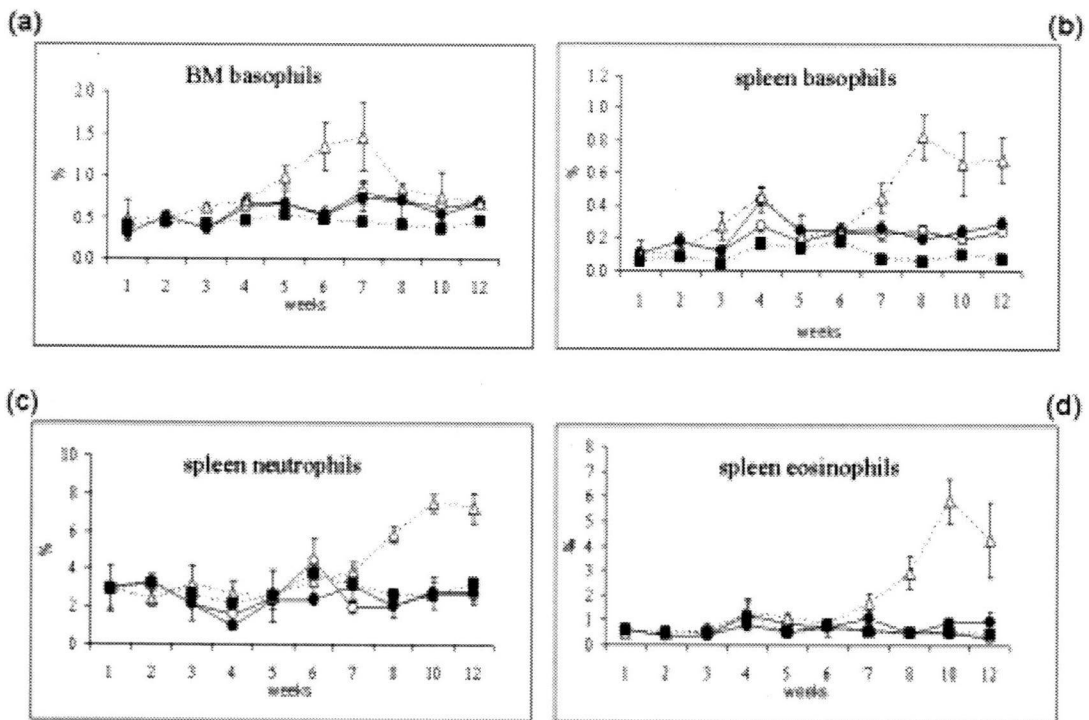 (a)
BM basophils
2.0
1.5
1.0
0.5
0.0
%
1 2 3 4 5 6 7 8 10 12
weeks
(b)
spleen basophils
1.2
1.0
0.8
0.6
0.4
0.2
0.0
%
1 2 3 4 5 6 7 8 10 12
weeks
(c)
spleen neutrophils
10
8
6
4
2
0
%
1 2 3 4 5 6 7 8 10 12
weeks
(d)
spleen eosinophils
8
7
6
5
4
3
2
1
0
%
1 2 3 4 5 6 7 8 10 12
weeks